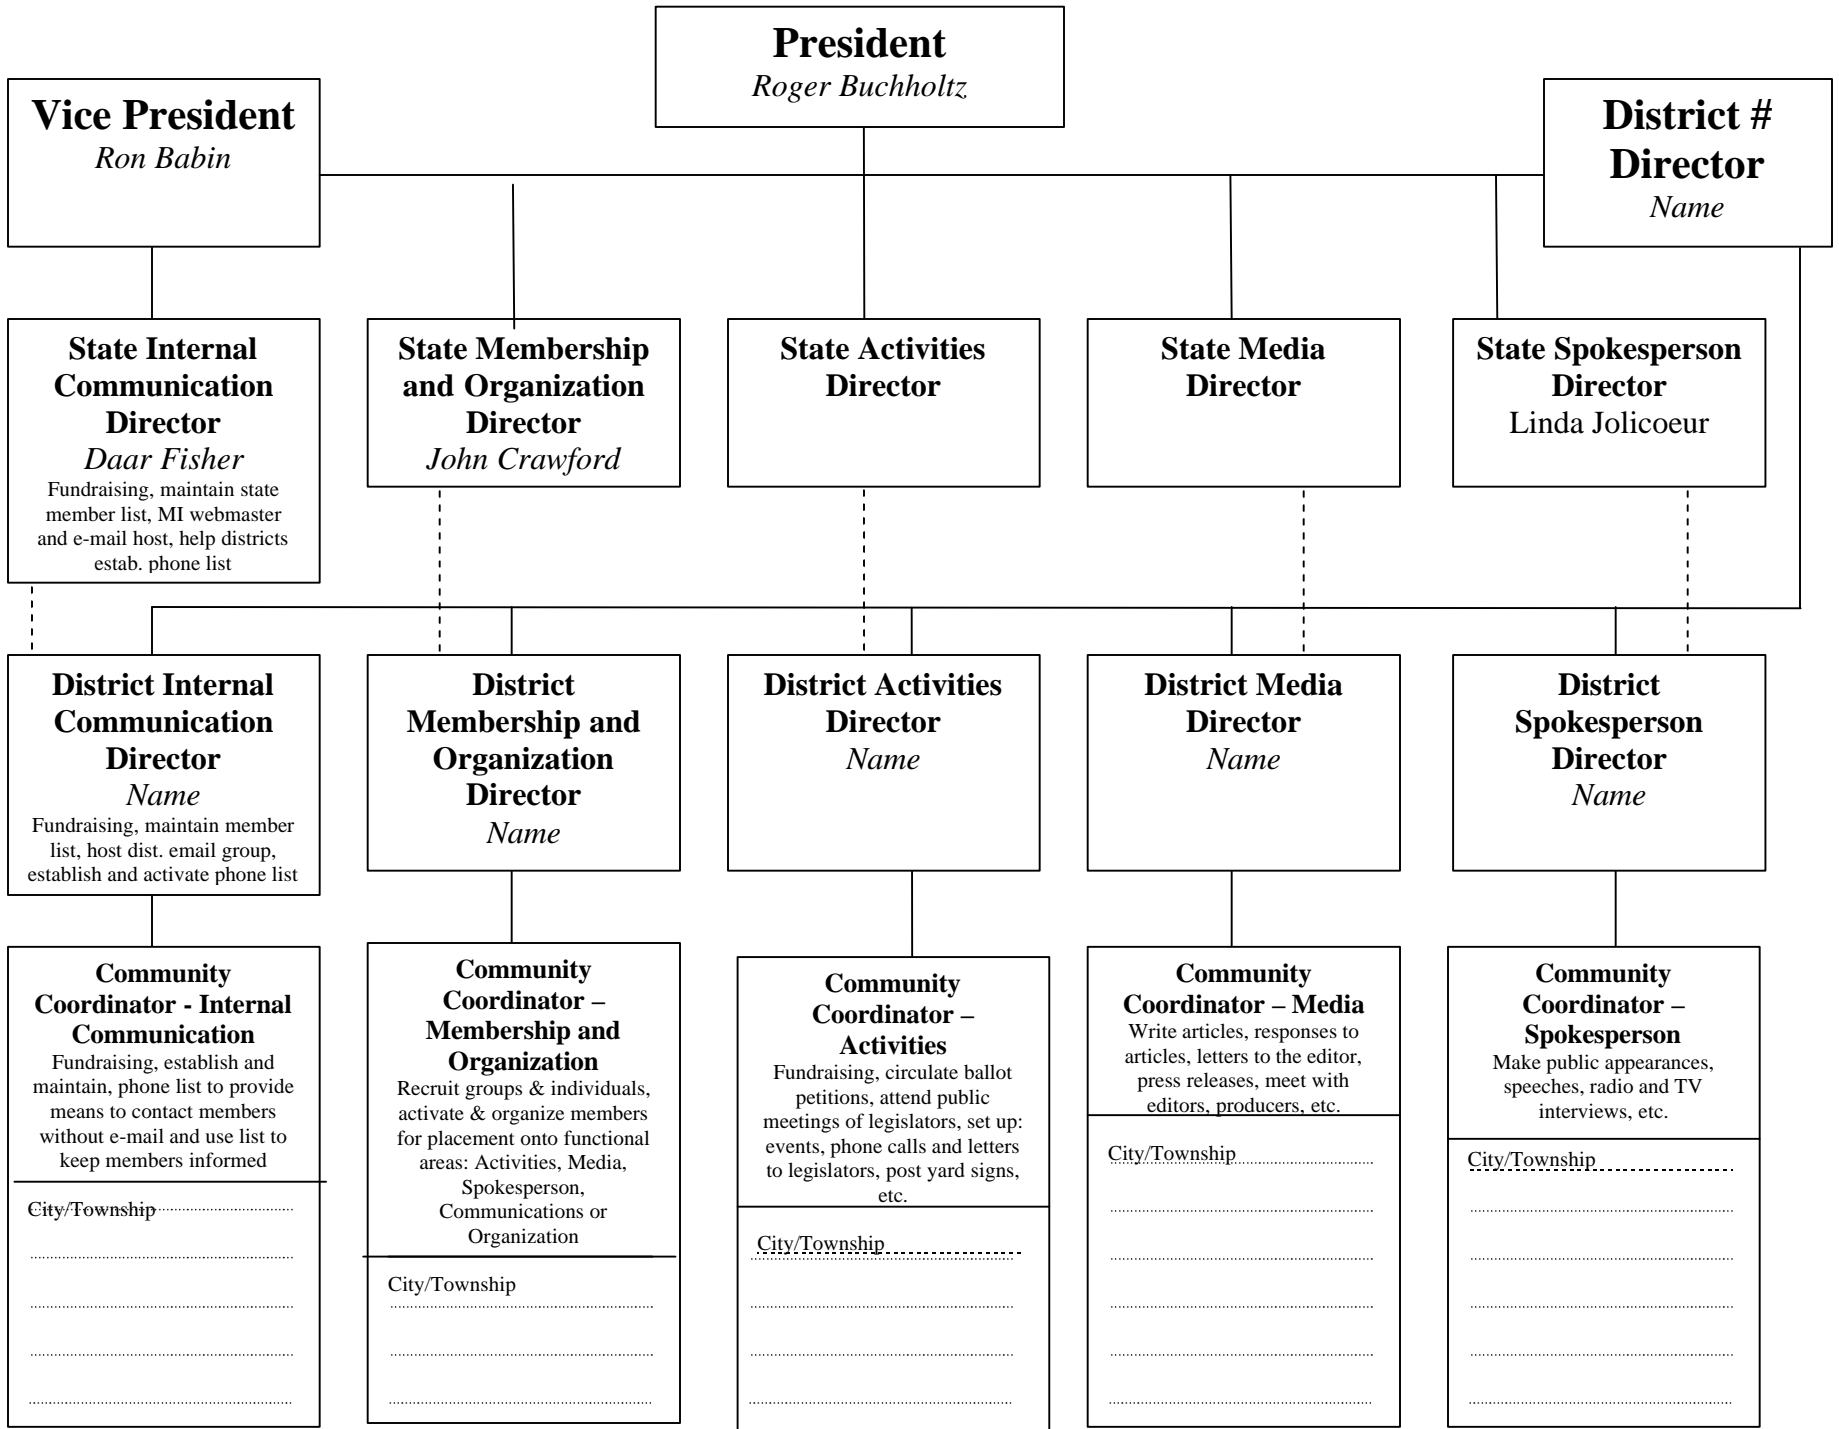 President
Roger Buchholtz
Vice President
Ron Babin
District #
Director
Name
State Internal
Communication
Director
Daar Fisher
Fundraising, maintain state
member list, MI webmaster
and e-mail host, help districts
estab. phone list
State Membership
and Organization
Director
John Crawford
State Activities
Director
State Media
Director
State Spokesperson
Director
Linda Jolicoeur
District Internal
Communication
Director
Name
Fundraising, maintain member
list, host dist. email group,
establish and activate phone list
District
Membership and
Organization
Director
Name
District Activities
Director
Name
District Media
Director
Name
District
Spokesperson
Director
Name
Community
Coordinator - Internal
Communication
Fundraising, establish and
maintain, phone list to provide
means to contact members
without e-mail and use list to
keep members informed
City/Township
Community
Coordinator –
Membership and
Organization
Recruit groups & individuals,
activate & organize members
for placement onto functional
areas: Activities, Media,
Spokesperson,
Communications or
Organization
City/Township
Community
Coordinator –
Activities
Fundraising, circulate ballot
petitions, attend public
meetings of legislators, set up:
events, phone calls and letters
to legislators, post yard signs,
etc.
City/Township
Community
Coordinator – Media
Write articles, responses to
articles, letters to the editor,
press releases, meet with
editors, producers, etc.
City/Township
Community
Coordinator –
Spokesperson
Make public appearances,
speeches, radio and TV
interviews, etc.
City/Township